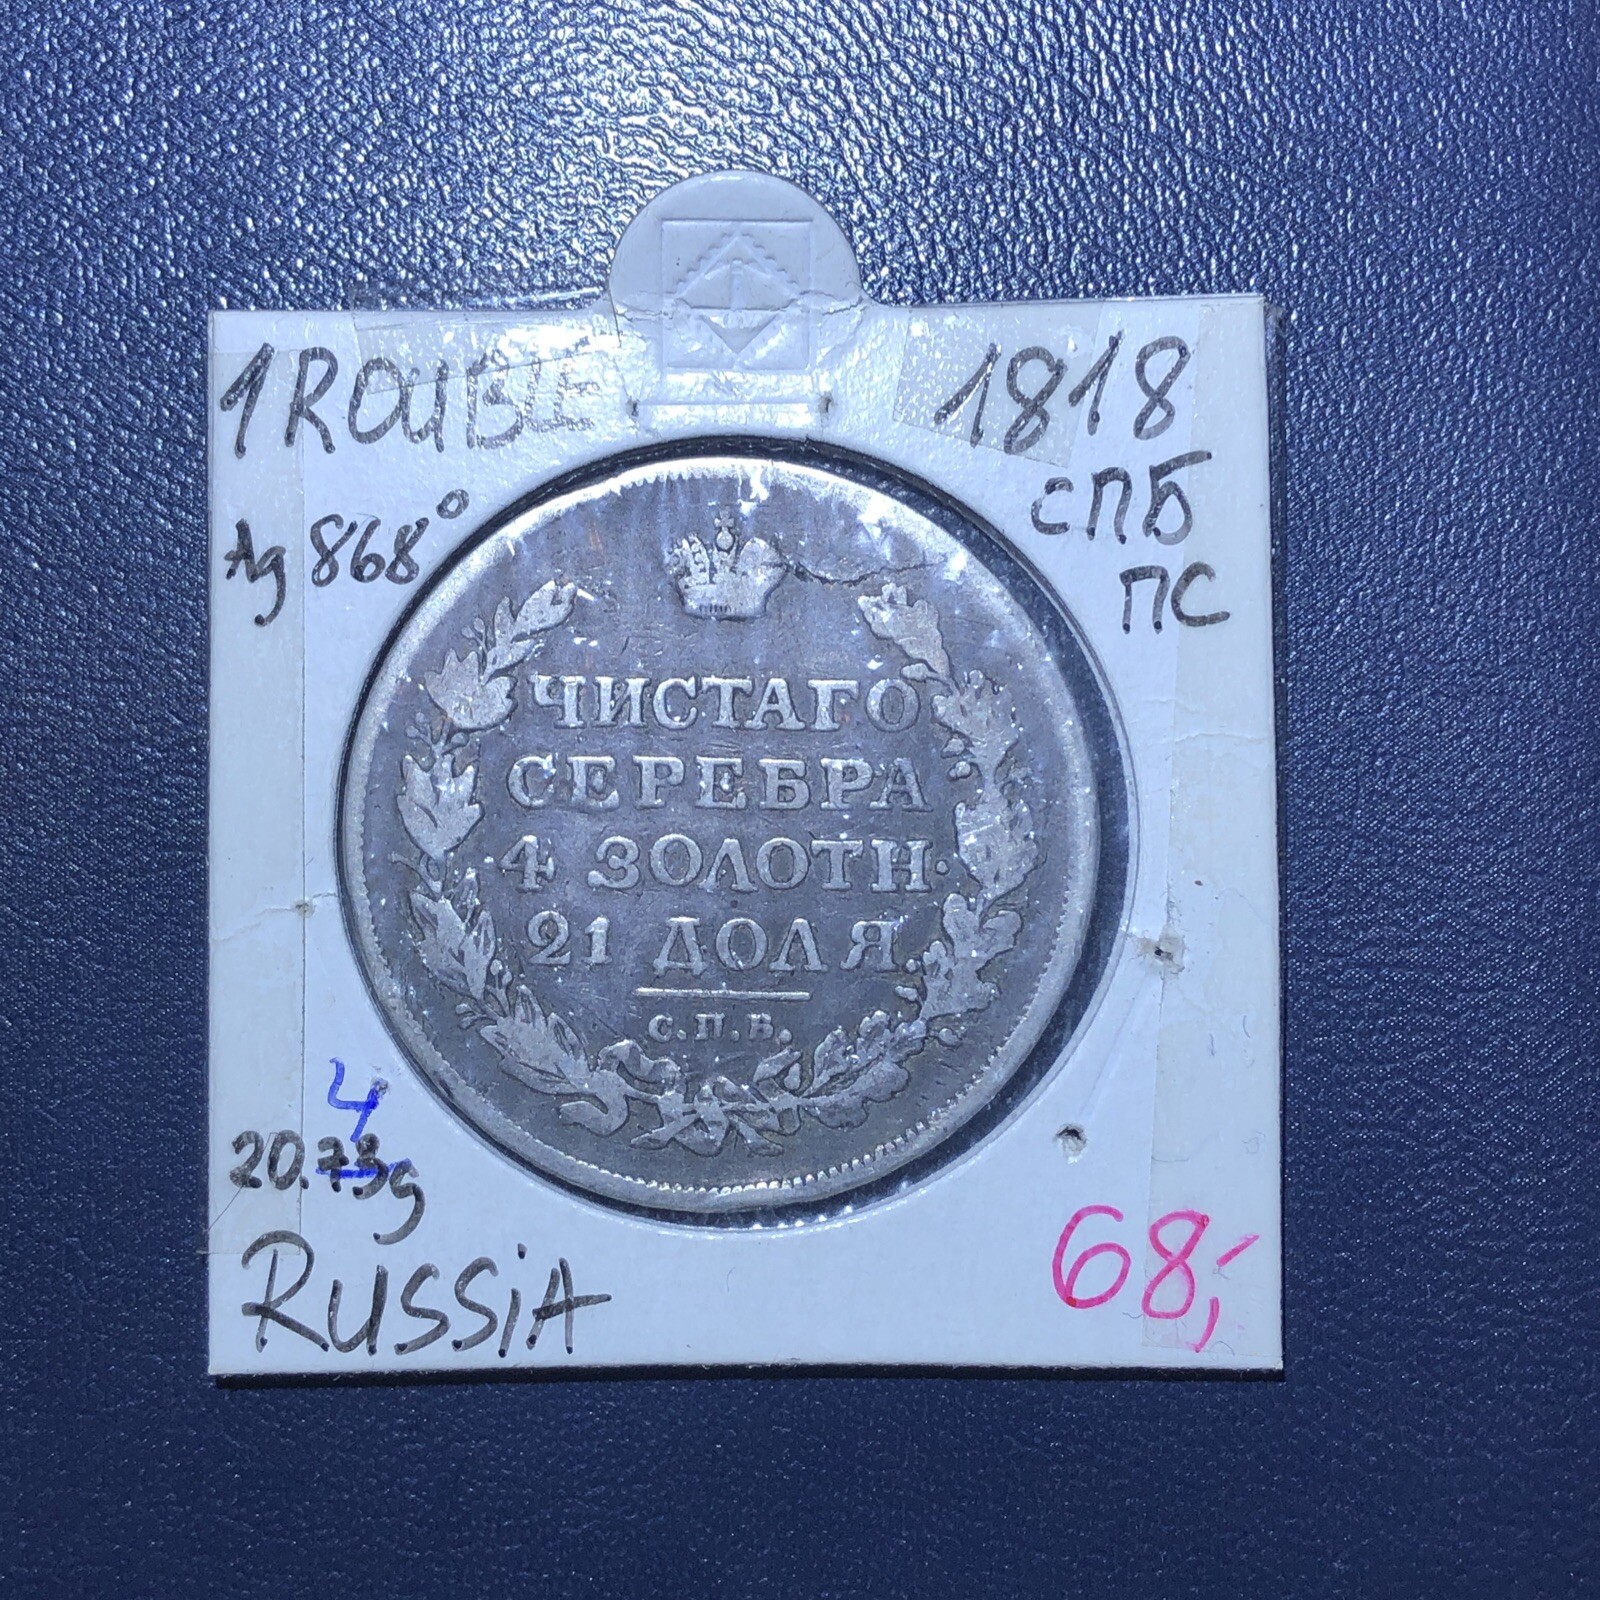 1 ROUBLE 1818
Ag 868° СПБ
ПС
ЧИСТАГО
СЕРЕБРА
4 ЗОЛОТН·
21 ДОЛЯ.
С.П.Б.
4
20.73g
RUSSiA
68,-